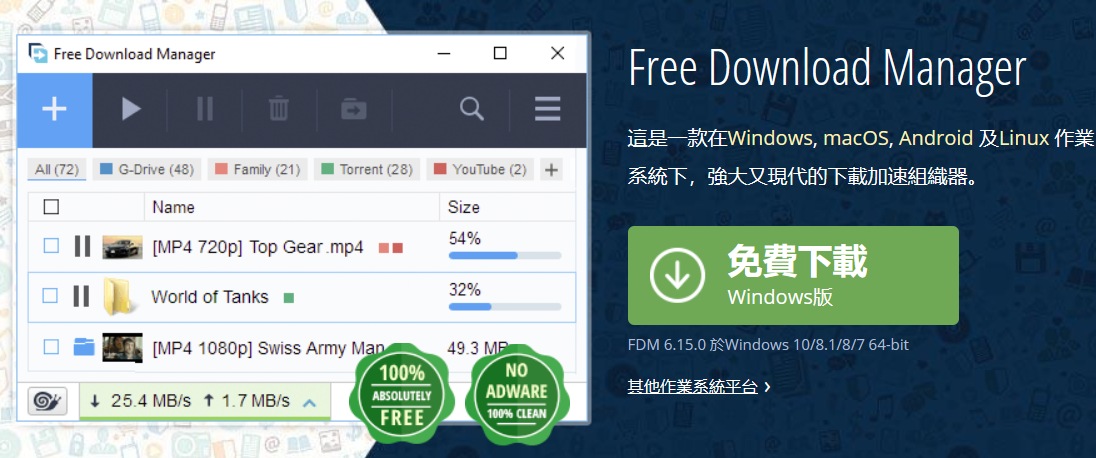 Free Download Manager
All (72) G-Drive (48) Family (21) Torrent (28) YouTube (2) +
Name Size
[MP4 720p] Top Gear.mp4 54%
World of Tanks 32%
[MP4 1080p] Swiss Army Man 49.3 MB
25.4 MB/s 1.7 MB/s
100%
ABSOLUTELY
FREE
NO
ADWARE
100% CLEAN
Free Download Manager
這是一款在Windows, macOS, Android 及Linux 作業
系統下，強大又現代的下載加速組織器。
免費下載
Windows版
FDM 6.15.0 於Windows 10/8.1/8/7 64-bit
其他作業系統平台 ›